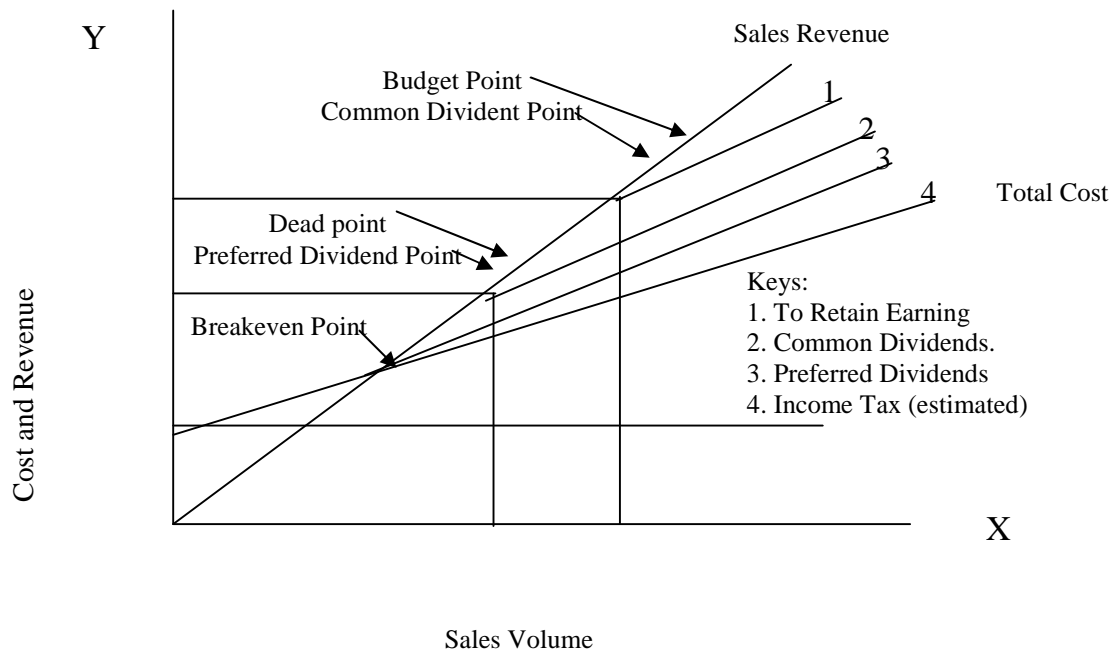 Y
Sales Revenue
Budget Point
Common Divident Point
1
2
3
4
Total Cost
Dead point
Preferred Dividend Point
Breakeven Point
Keys:
1. To Retain Earning
2. Common Dividends.
3. Preferred Dividends
4. Income Tax (estimated)
Cost and Revenue
X
Sales Volume